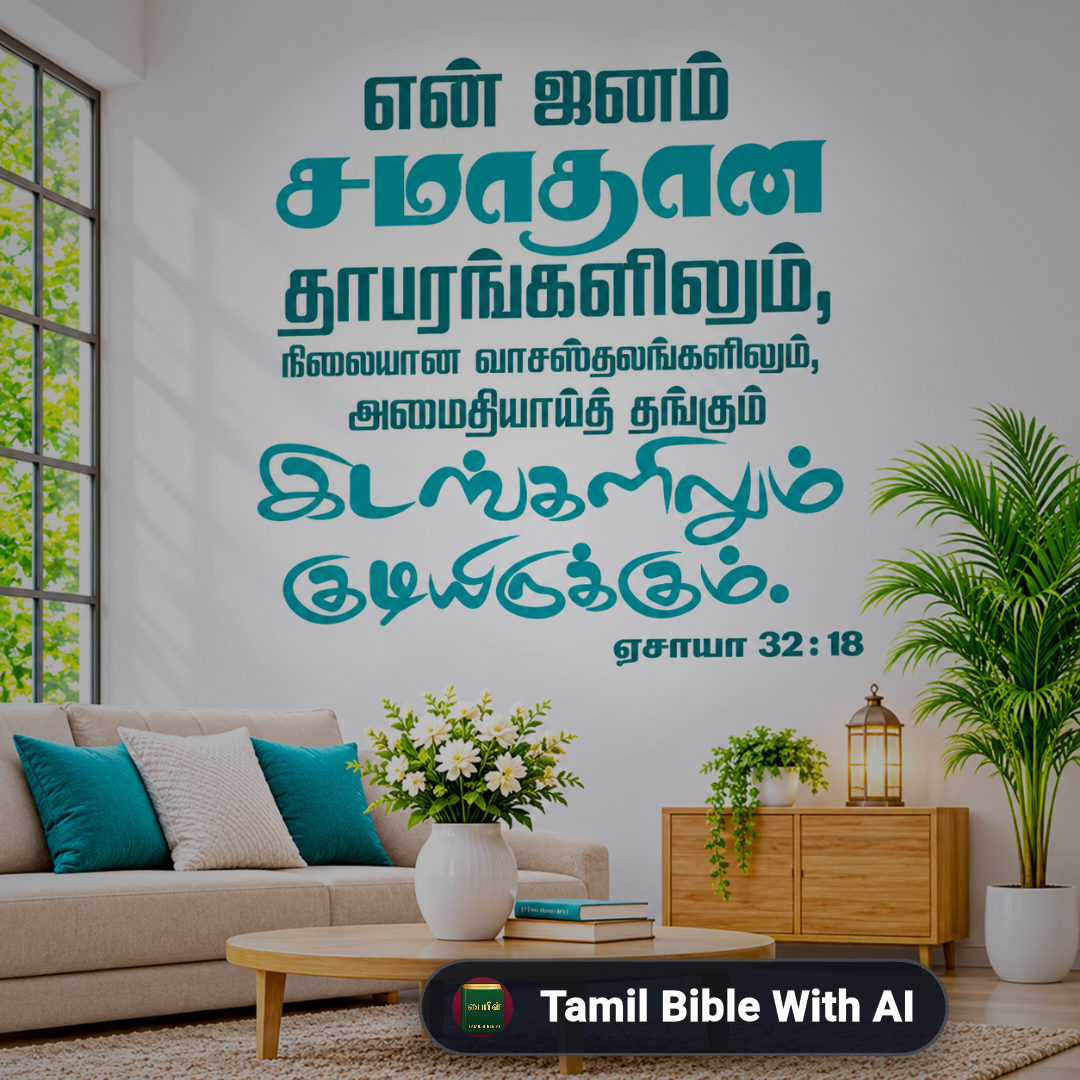 என் ஜனம்
சமாதான
தாபரங்களிலும்,
நிலையான வாசஸ்தலங்களிலும்,
அமைதியாய்த் தங்கும்
இடங்களிலும்
குடியிருக்கும்.
ஏசாயா 32:18
Tamil Bible With AI